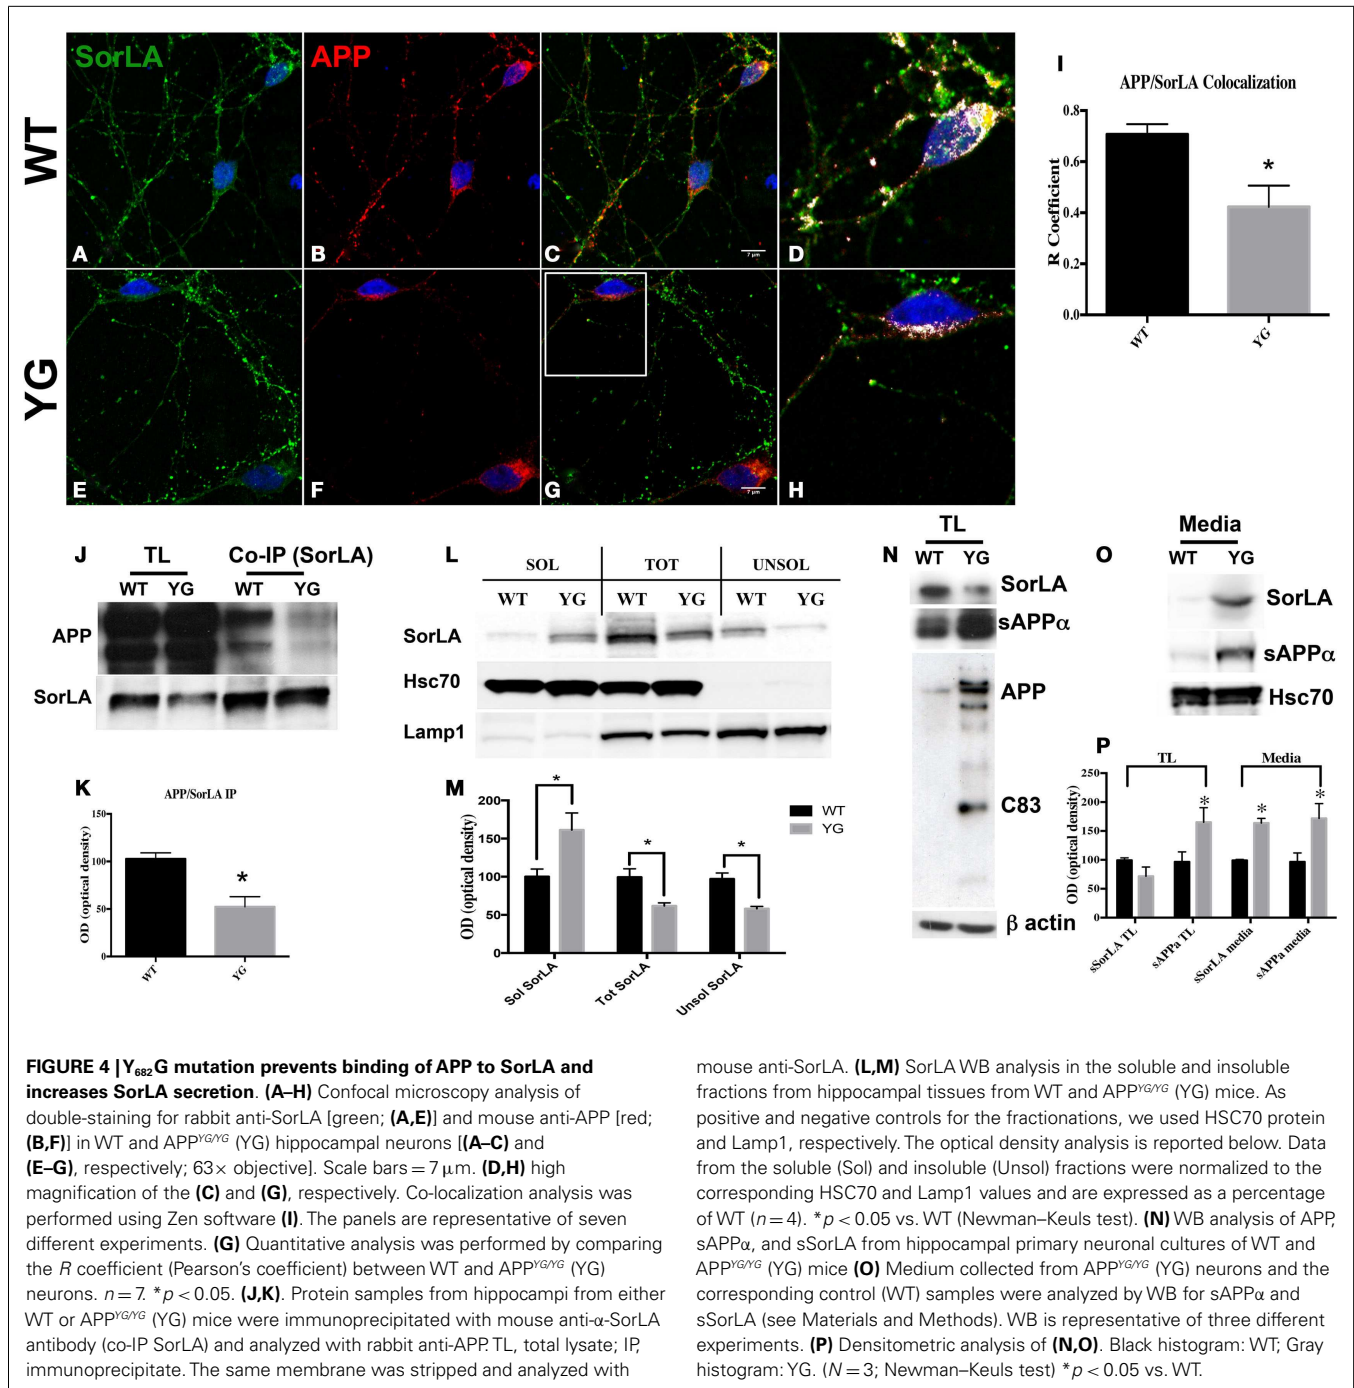 SorLA
APP
WT
A
B
C
7 µm
D
YG
E
F
G
7 µm
H
I
APP/SorLA Colocalization
R Coefficient
0.8
0.6
0.4
0.2
0.0
*
WT
YG
J
TL
Co-IP (SorLA)
WT YG WT YG
APP
SorLA
K
APP/SorLA IP
OD (optical density)
150
100
50
0
*
WT
YG
L
SOL TOT UNSOL
WT YG WT YG WT YG
SorLA
Hsc70
Lamp1
M
OD (optical density)
200
150
100
50
0
* * *
WT
YG
Sol SorLA
Tot SorLA
Unsol SorLA
N
TL
WT YG
SorLA
sAPPα
APP
C83
β actin
O
Media
WT YG
SorLA
sAPPα
Hsc70
P
TL Media
OD (optical density)
200
150
100
50
0
* * *
sSorLA TL
sAPPa TL
sSorLA media
sAPPa media
FIGURE 4 | Y682G mutation prevents binding of APP to SorLA and
increases SorLA secretion. (A–H) Confocal microscopy analysis of
double-staining for rabbit anti-SorLA [green; (A,E)] and mouse anti-APP [red;
(B,F)] in WT and APPYG/YG (YG) hippocampal neurons [(A–C) and
(E–G), respectively; 63× objective]. Scale bars = 7 µm. (D,H) high
magnification of the (C) and (G), respectively. Co-localization analysis was
performed using Zen software (I). The panels are representative of seven
different experiments. (G) Quantitative analysis was performed by comparing
the R coefficient (Pearson's coefficient) between WT and APPYG/YG (YG)
neurons. n = 7. *p < 0.05. (J,K). Protein samples from hippocampi from either
WT or APPYG/YG (YG) mice were immunoprecipitated with mouse anti-α-SorLA
antibody (co-IP SorLA) and analyzed with rabbit anti-APP. TL, total lysate; IP,
immunoprecipitate. The same membrane was stripped and analyzed with
mouse anti-SorLA. (L,M) SorLA WB analysis in the soluble and insoluble
fractions from hippocampal tissues from WT and APPYG/YG (YG) mice. As
positive and negative controls for the fractionations, we used HSC70 protein
and Lamp1, respectively. The optical density analysis is reported below. Data
from the soluble (Sol) and insoluble (Unsol) fractions were normalized to the
corresponding HSC70 and Lamp1 values and are expressed as a percentage
of WT (n = 4). *p < 0.05 vs. WT (Newman–Keuls test). (N) WB analysis of APP,
sAPPα, and sSorLA from hippocampal primary neuronal cultures of WT and
APPYG/YG (YG) mice (O) Medium collected from APPYG/YG (YG) neurons and the
corresponding control (WT) samples were analyzed by WB for sAPPα and
sSorLA (see Materials and Methods). WB is representative of three different
experiments. (P) Densitometric analysis of (N,O). Black histogram: WT; Gray
histogram: YG. (N = 3; Newman–Keuls test) *p < 0.05 vs. WT.